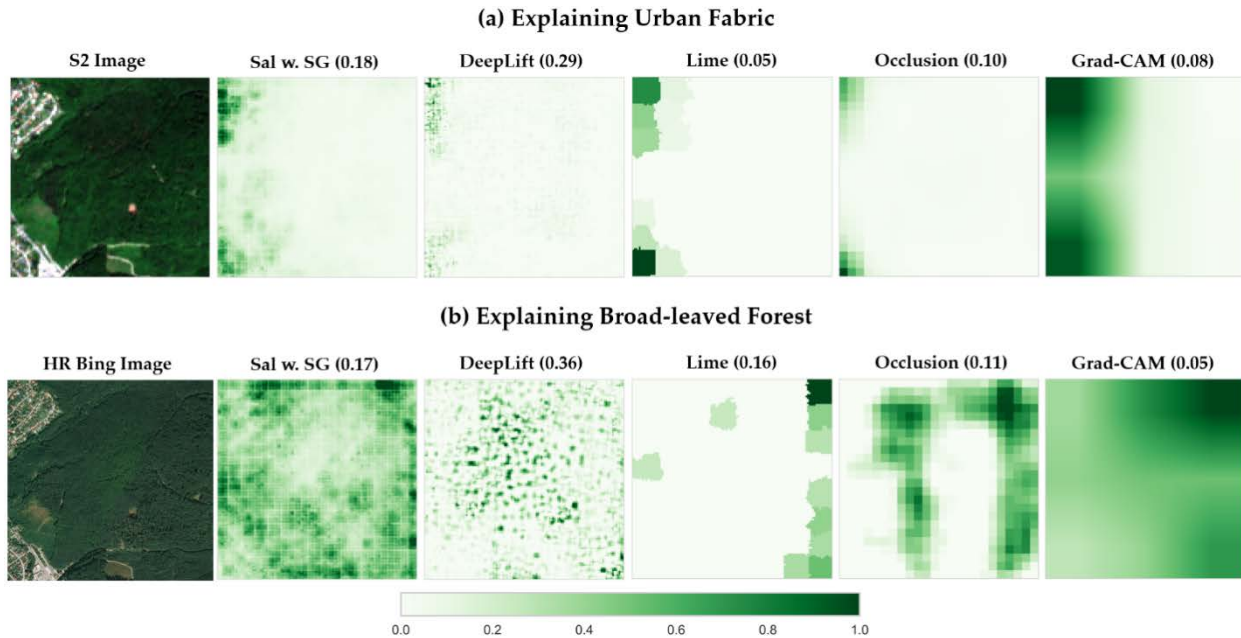 (a) Explaining Urban Fabric
S2 Image Sal w. SG (0.18) DeepLift (0.29) Lime (0.05) Occlusion (0.10) Grad-CAM (0.08)
(b) Explaining Broad-leaved Forest
HR Bing Image Sal w. SG (0.17) DeepLift (0.36) Lime (0.16) Occlusion (0.11) Grad-CAM (0.05)
0.0 0.2 0.4 0.6 0.8 1.0